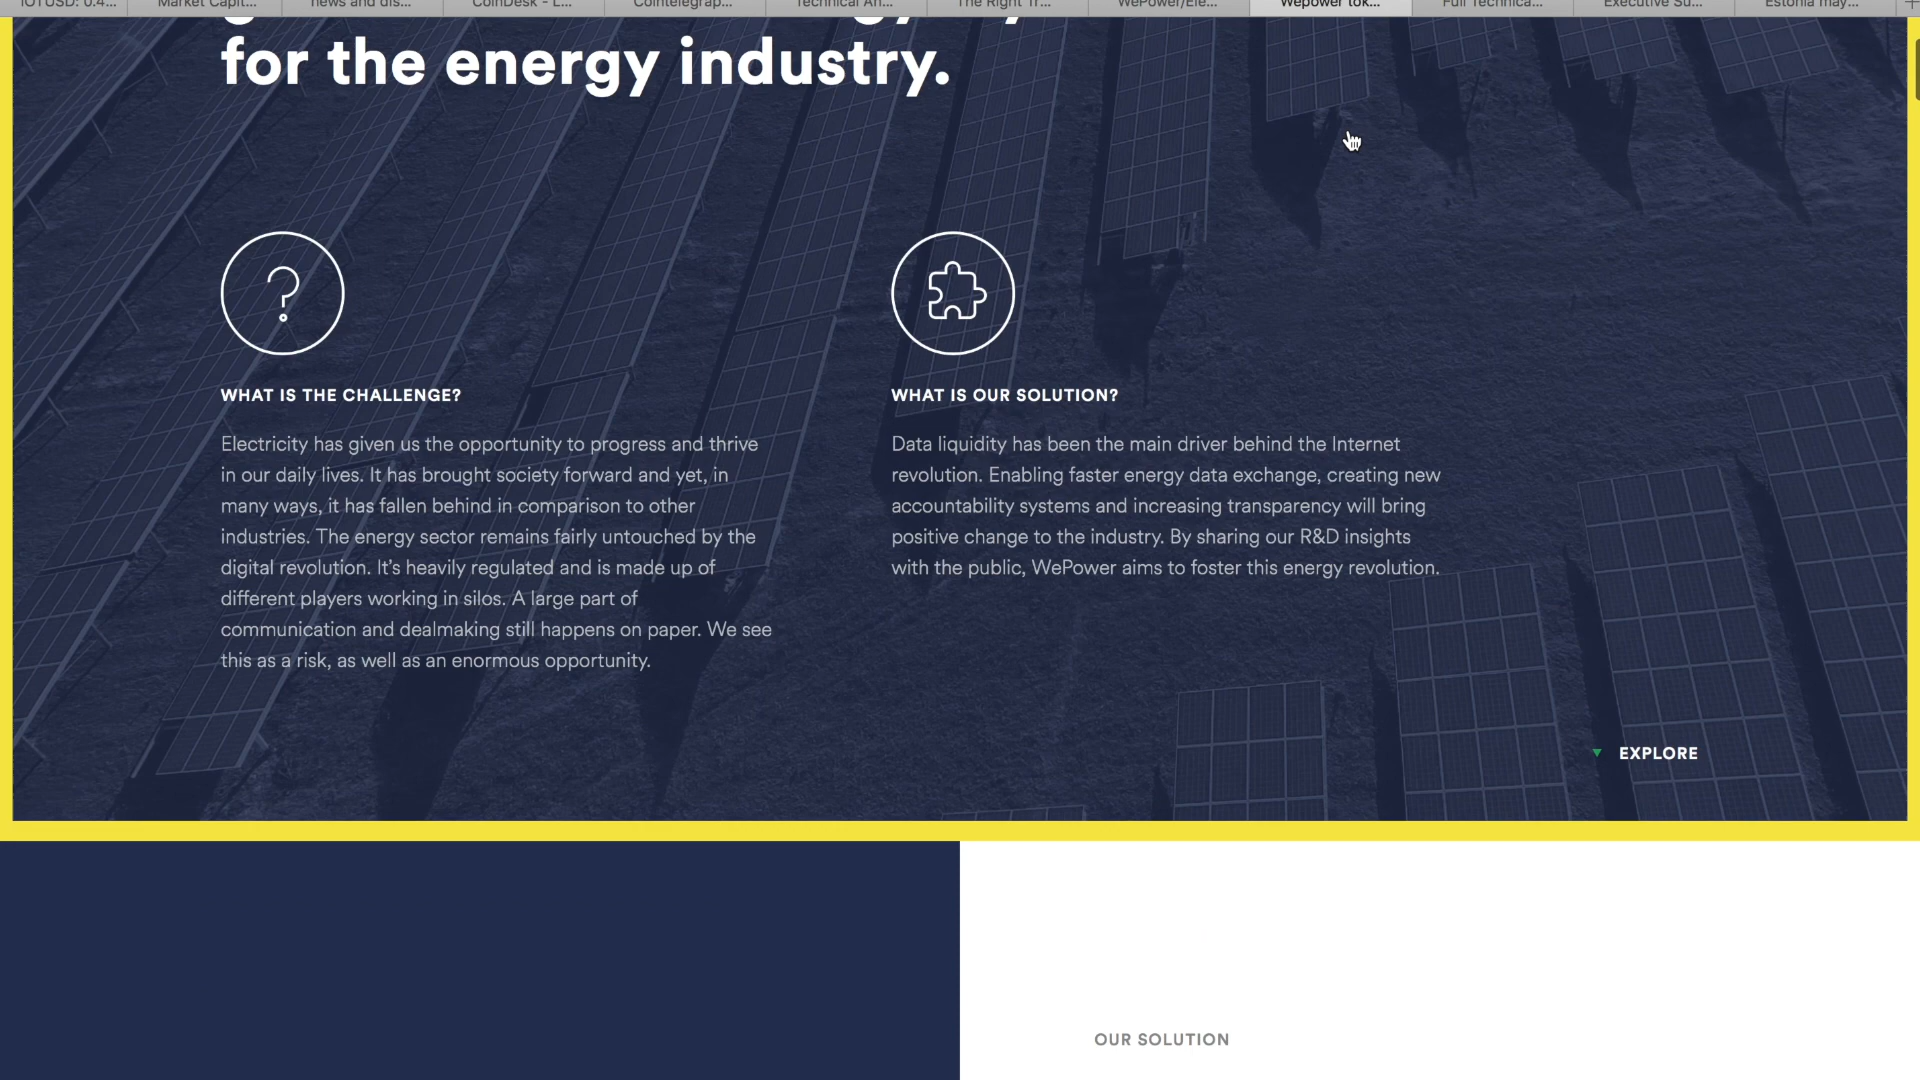 IOTUSD: 0.4... Market Capit... news and dis... CoinDesk - L... Cointelegrap... Technical An... The Right Tr... WePower/Ele... Wepower tok... Full Technica... Executive Su... Estonia may...
for the energy industry.
WHAT IS THE CHALLENGE?
Electricity has given us the opportunity to progress and thrive
in our daily lives. It has brought society forward and yet, in
many ways, it has fallen behind in comparison to other
industries. The energy sector remains fairly untouched by the
digital revolution. It's heavily regulated and is made up of
different players working in silos. A large part of
communication and dealmaking still happens on paper. We see
this as a risk, as well as an enormous opportunity.
WHAT IS OUR SOLUTION?
Data liquidity has been the main driver behind the Internet
revolution. Enabling faster energy data exchange, creating new
accountability systems and increasing transparency will bring
positive change to the industry. By sharing our R&D insights
with the public, WePower aims to foster this energy revolution.
EXPLORE
OUR SOLUTION